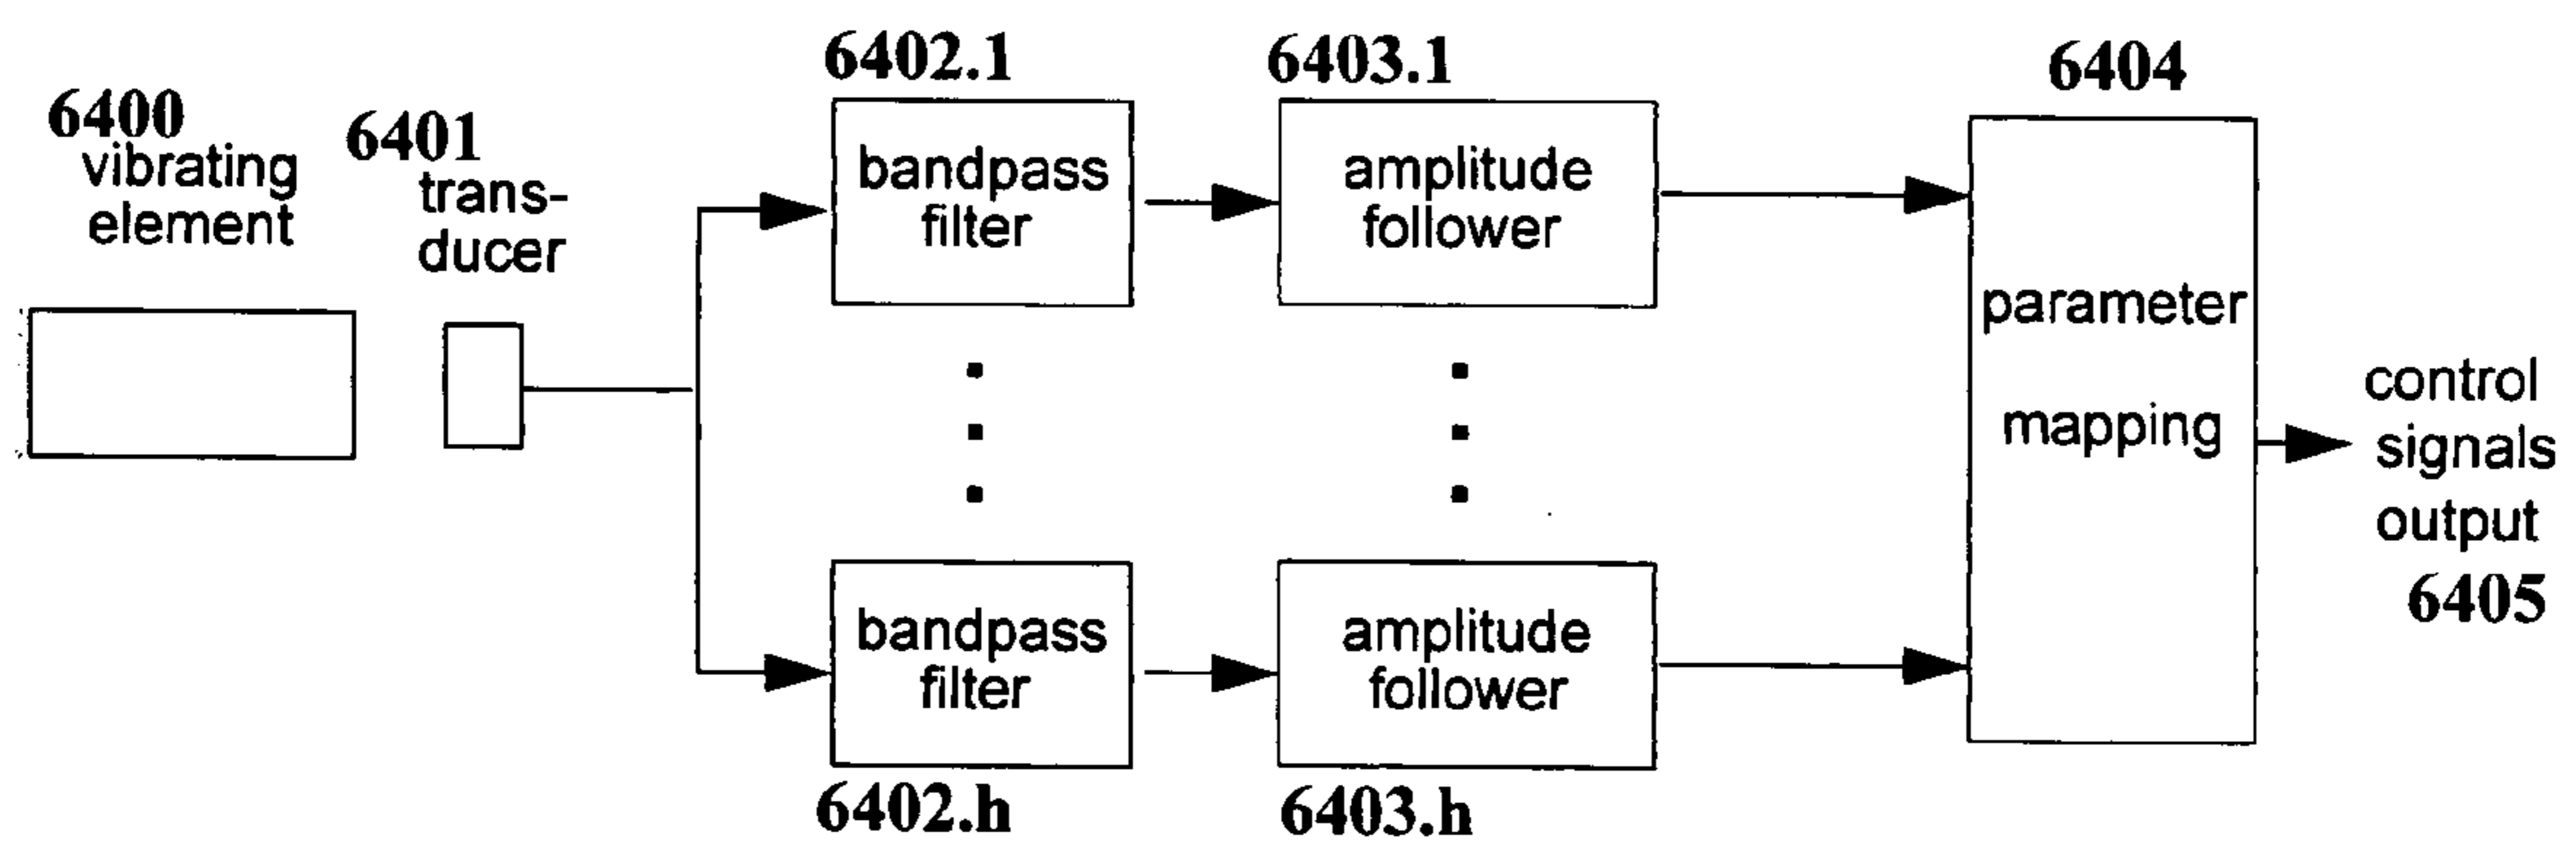 6400
vibrating
element
6401
trans-
ducer
6402.1
bandpass
filter
6403.1
amplitude
follower
6404
parameter
mapping
control
signals
output
6405
bandpass
filter
6402.h
amplitude
follower
6403.h